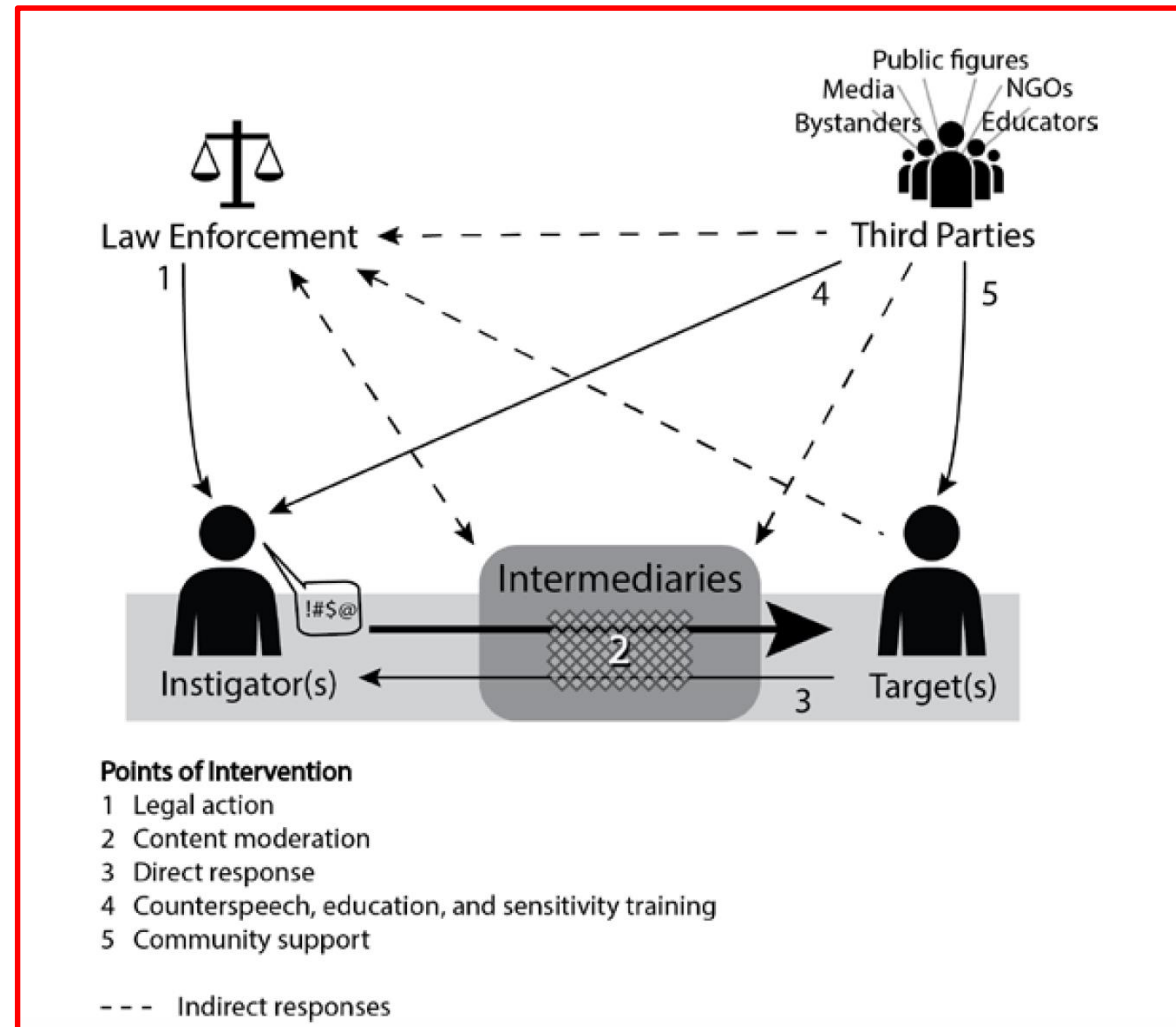 Public figures
Media
NGOs
Bystanders
Educators
Law Enforcement
Third Parties
1
4
5
Intermediaries
!#$@
2
Instigator(s)
3
Target(s)
Points of Intervention
1 Legal action
2 Content moderation
3 Direct response
4 Counterspeech, education, and sensitivity training
5 Community support
--- Indirect responses